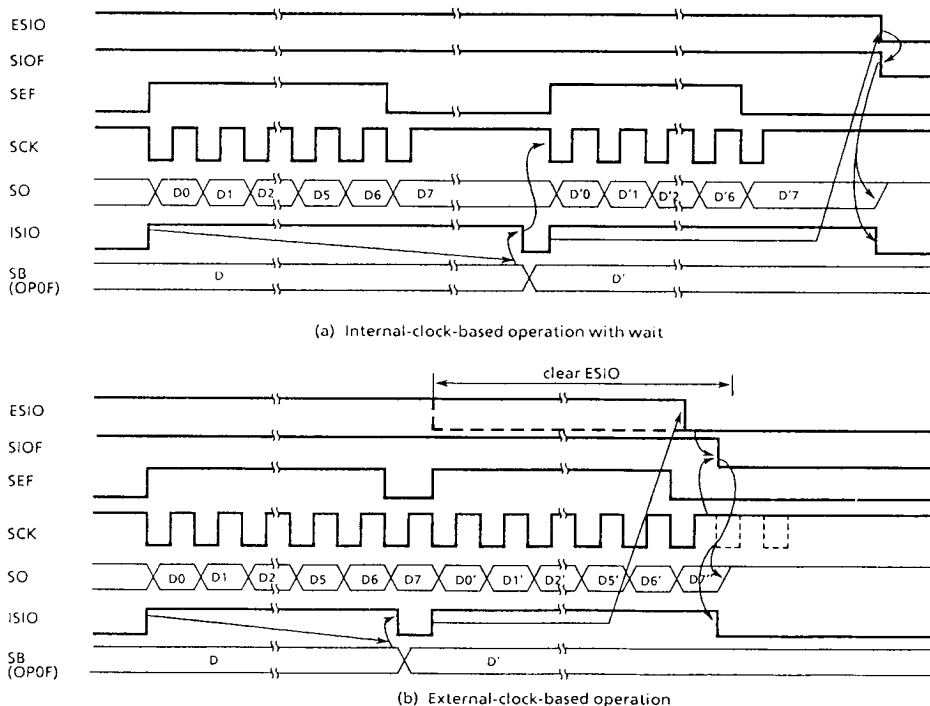 ESIO
SIOF
SEF
SCK
SO D0 D1 D2 D5 D6 D7 D'0 D'1 D'2 D'6 D'7
ISIO
SB D D'
(OP0F)
(a) Internal-clock-based operation with wait
clear ESIO
ESIO
SIOF
SEF
SCK
SO D0 D1 D2 D5 D6 D7 D0' D1' D2' D5' D6' D7'
ISIO
SB D D'
(OP0F)
(b) External-clock-based operation